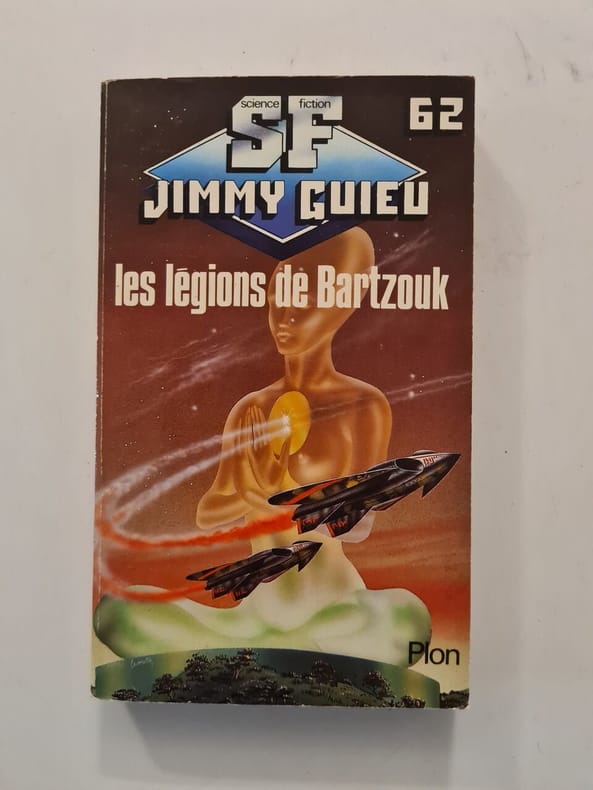 science fiction
SF
62
JIMMY GUIEU
les légions de Bartzouk
Plon